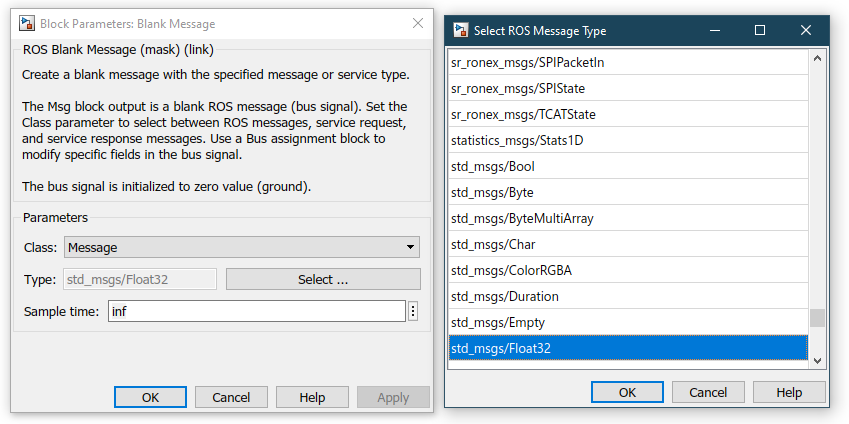 Block Parameters: Blank Message
ROS Blank Message (mask) (link)
Create a blank message with the specified message or service type.
The Msg block output is a blank ROS message (bus signal). Set the
Class parameter to select between ROS messages, service request,
and service response messages. Use a Bus assignment block to
modify specific fields in the bus signal.
The bus signal is initialized to zero value (ground).
Parameters
Class: Message
Type: std_msgs/Float32 Select ...
Sample time: inf
OK Cancel Help Apply
Select ROS Message Type
sr_ronex_msgs/SPIPacketIn
sr_ronex_msgs/SPIState
sr_ronex_msgs/TCATState
statistics_msgs/Stats1D
std_msgs/Bool
std_msgs/Byte
std_msgs/ByteMultiArray
std_msgs/Char
std_msgs/ColorRGBA
std_msgs/Duration
std_msgs/Empty
std_msgs/Float32
OK Cancel Help